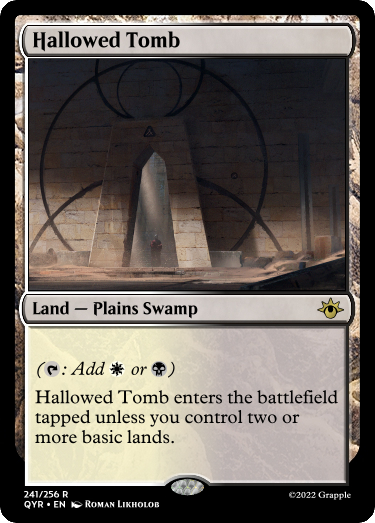 Hallowed Tomb
Land — Plains Swamp
(: Add or )
Hallowed Tomb enters the battlefield
tapped unless you control two or
more basic lands.
241/256 R
QYR • EN Roman Likholob
©2022 Grapple